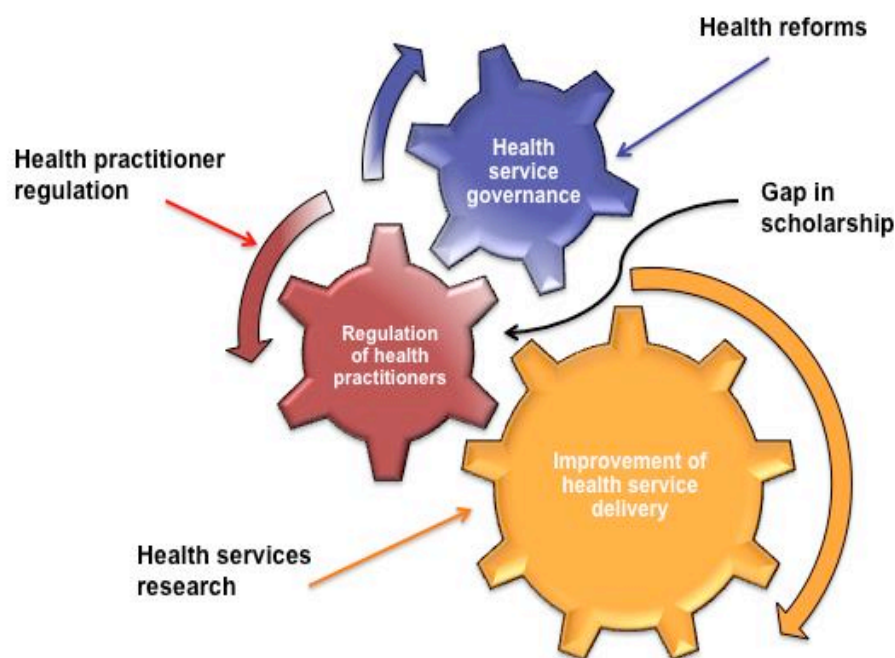 Health reforms
Health
service
governance
Health practitioner
regulation
Gap in
scholarship
Regulation
of health
practitioners
Improvement of
health service
delivery
Health services
research